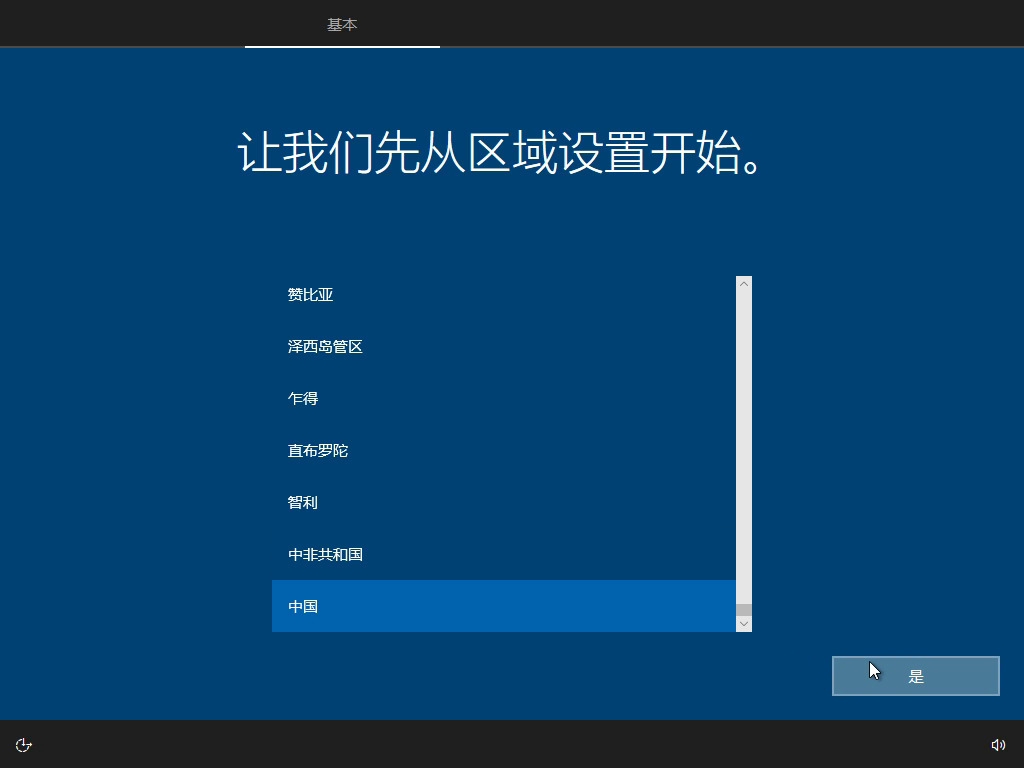 基本
让我们先从区域设置开始。
赞比亚
泽西岛管区
乍得
直布罗陀
智利
中非共和国
中国
是